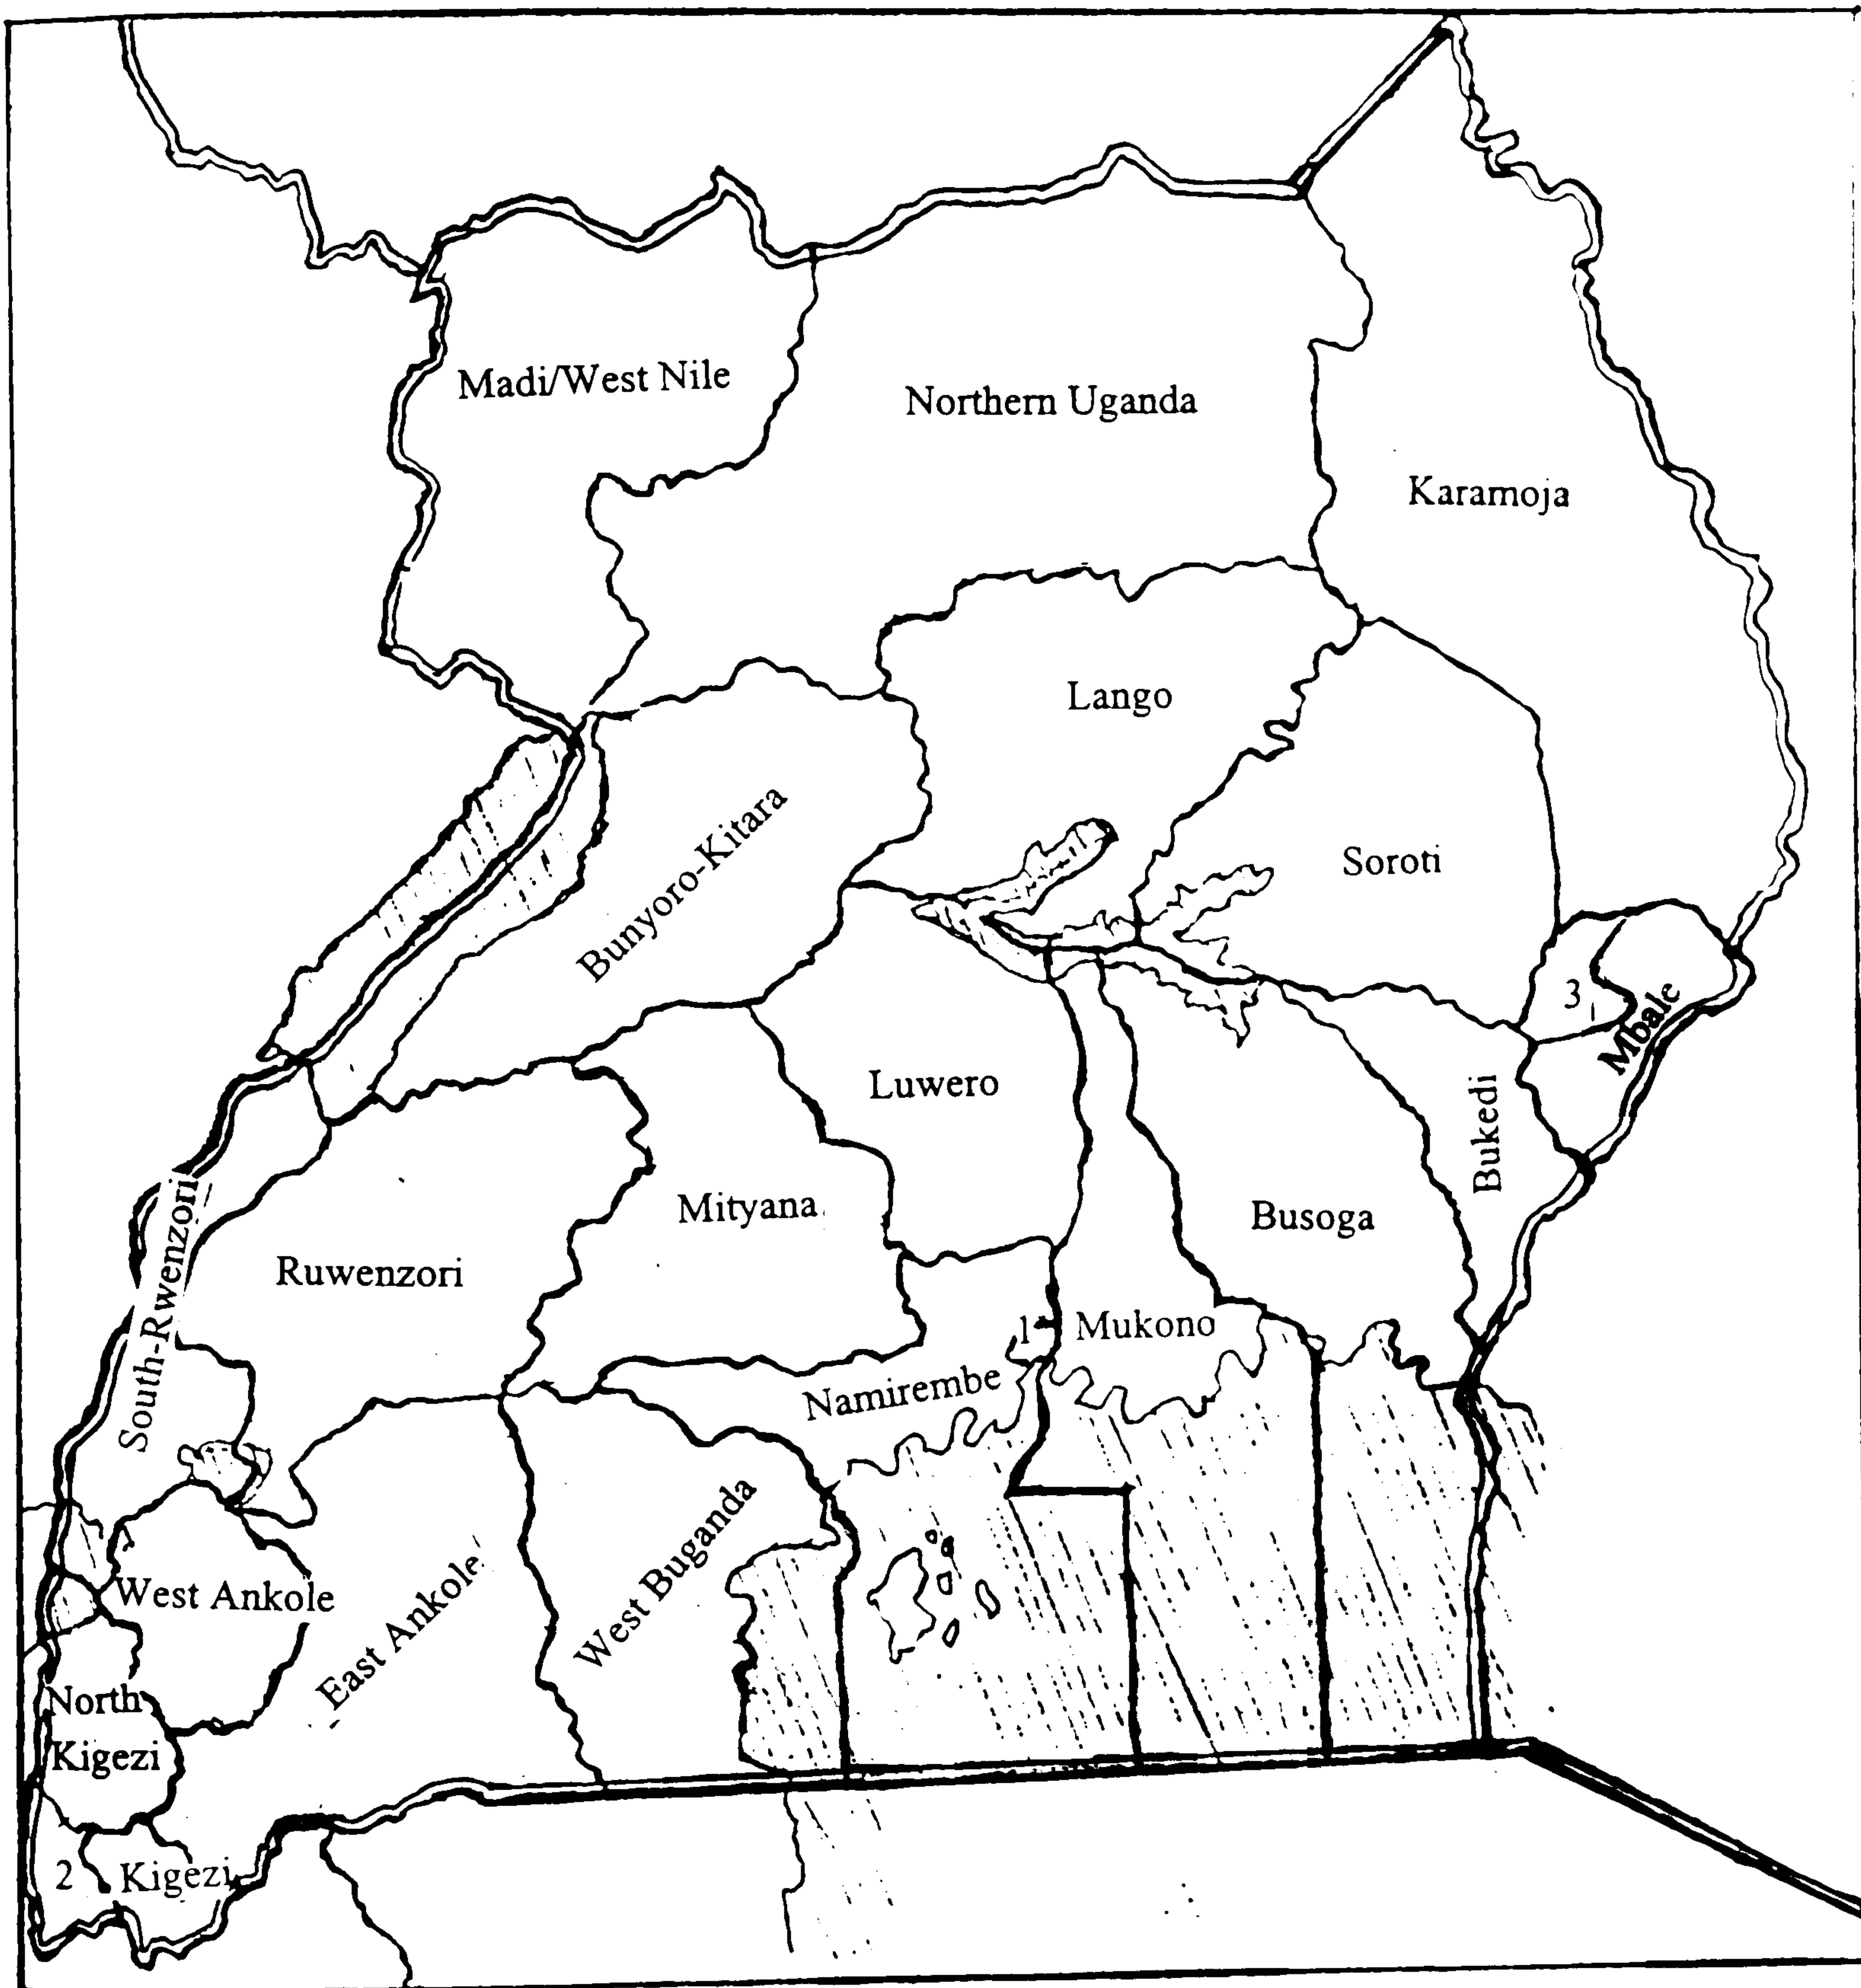 Madi/West Nile
Northern Uganda
Karamoja
Lango
Soroti
Bunyoro-Kitara
3
Mbale
Luwero
Bukedi
Mityana
Busoga
South-Rwenzori
Ruwenzori
1
Mukono
Namirembe
West Buganda
West Ankole
East Ankole
North
Kigezi
2
Kigezi